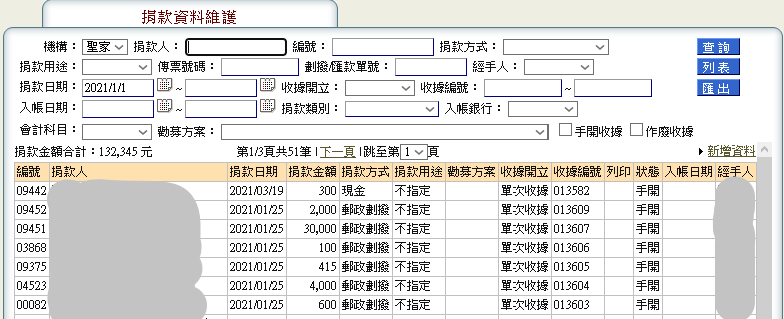 捐款資料維護
機構： 聖家 捐款人： 編號： 捐款方式： 查詢
捐款用途： 傳票號碼： 劃撥/匯款單號： 經手人： 列表
捐款日期： 2021/1/1 ~ 收據開立： 收據編號： ~ 匯出
入帳日期： ~ 捐款類別： 入帳銀行：
會計科目： 勸募方案： 手開收據 作廢收據
捐款金額合計：132,345 元 第1/3頁共51筆 | 下一頁 | 跳至第 1 頁 新增資料
編號 捐款人 捐款日期 捐款金額 捐款方式 捐款用途 勸募方案 收據開立 收據編號 列印 狀態 入帳日期 經手人
09442 2021/03/19 300 現金 不指定 單次收據 013582 手開
09452 2021/01/25 2,000 郵政劃撥 不指定 單次收據 013609 手開
09451 2021/01/25 30,000 郵政劃撥 不指定 單次收據 013607 手開
03868 2021/01/25 100 郵政劃撥 不指定 單次收據 013606 手開
09375 2021/01/25 415 郵政劃撥 不指定 單次收據 013605 手開
04523 2021/01/25 4,000 郵政劃撥 不指定 單次收據 013604 手開
00082 2021/01/25 600 郵政劃撥 不指定 單次收據 013603 手開